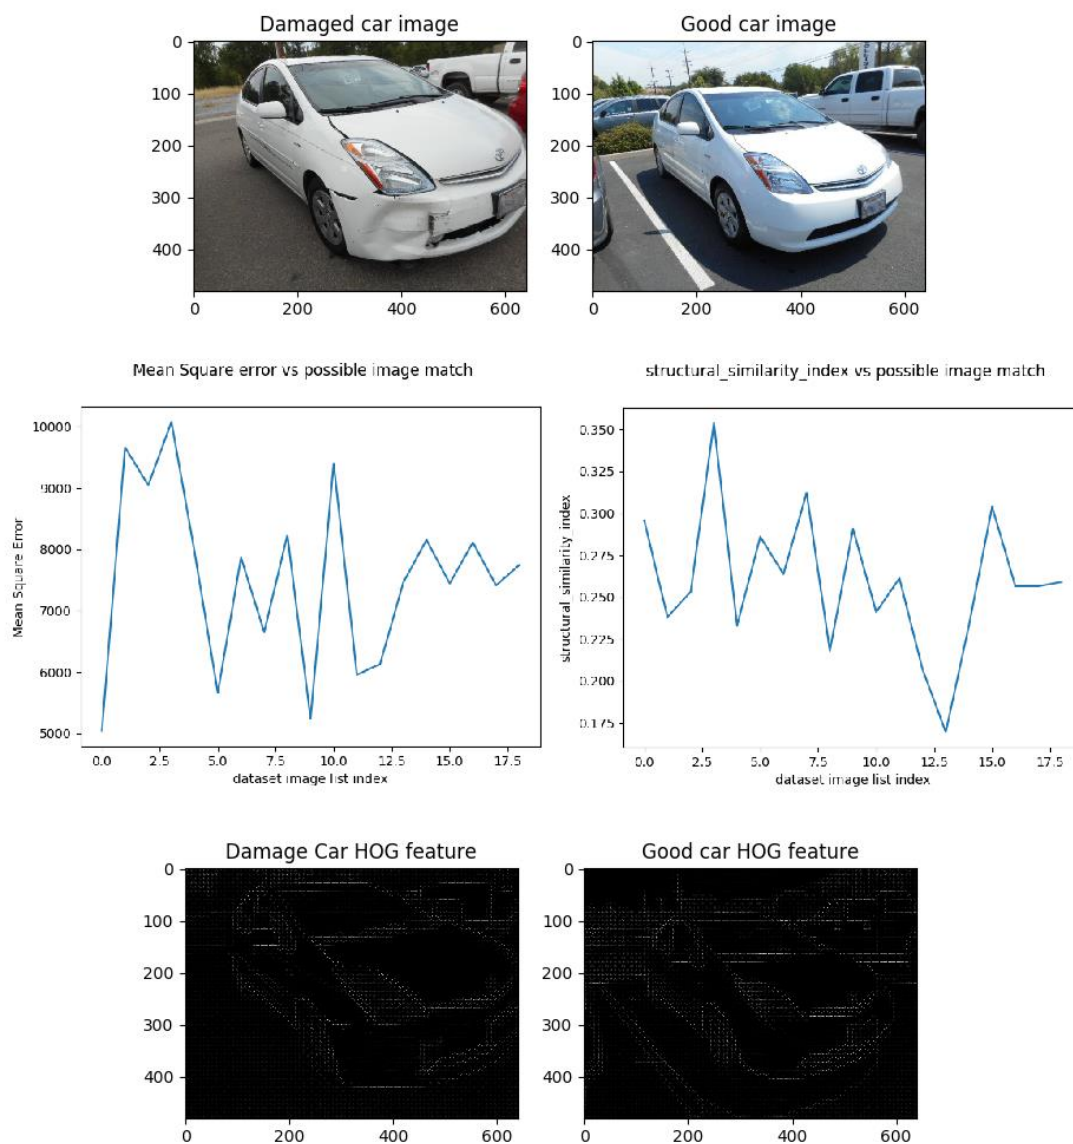 Damaged car image
Good car image
0
100
200
300
400
0 200 400 600
0
100
200
300
400
0 200 400 600
Mean Square error vs possible image match
structural_similarity_index vs possible image match
10000
9000
8000
7000
6000
5000
Mean Square Error
0.0 2.5 5.0 7.5 10.0 12.5 15.0 17.5
dataset image list index
0.350
0.325
0.300
0.275
0.250
0.225
0.200
0.175
structural_similarity_index
0.0 2.5 5.0 7.5 10.0 12.5 15.0 17.5
dataset image list index
Damage Car HOG feature
Good car HOG feature
0
100
200
300
400
0 200 400 600
0
100
200
300
400
0 200 400 600